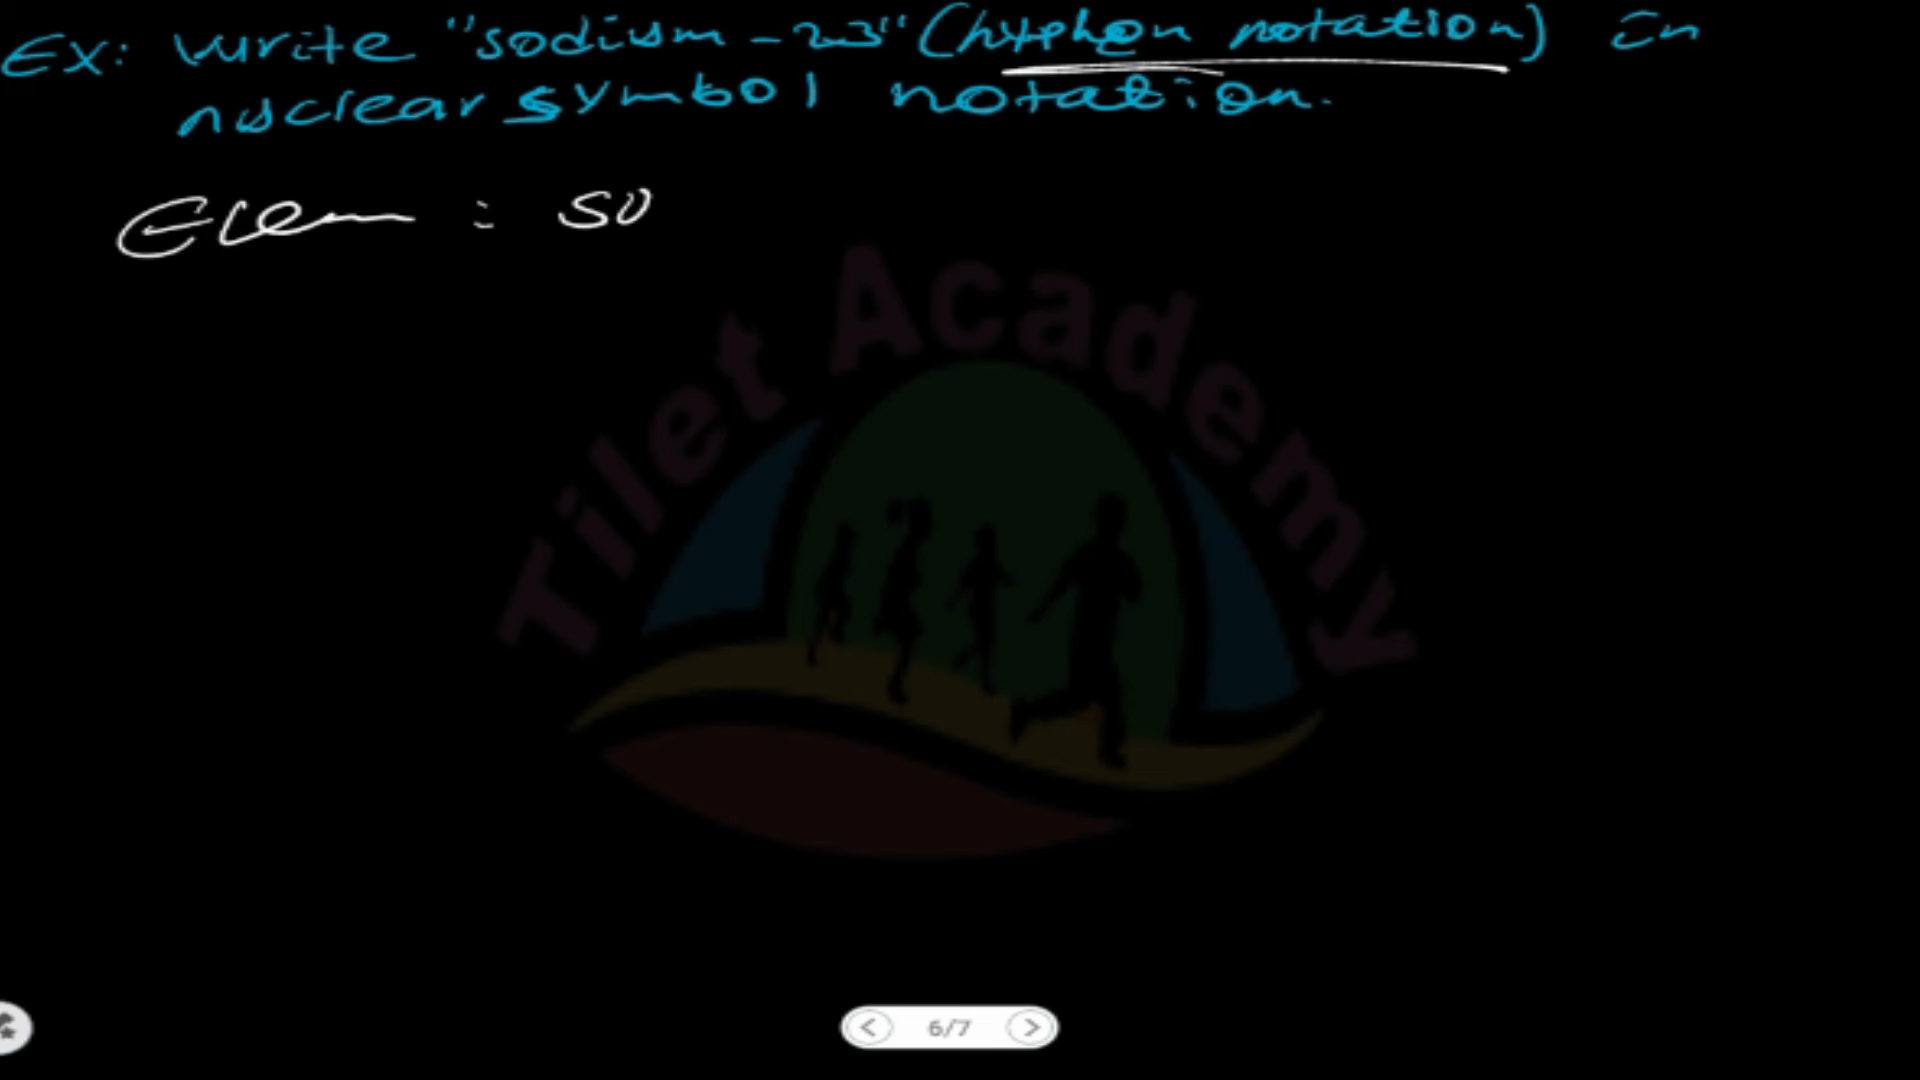 Ex: write "sodium-23" (hyphen notation) in
nuclear symbol notation.
Elem : so
Tilet Academy
6/7